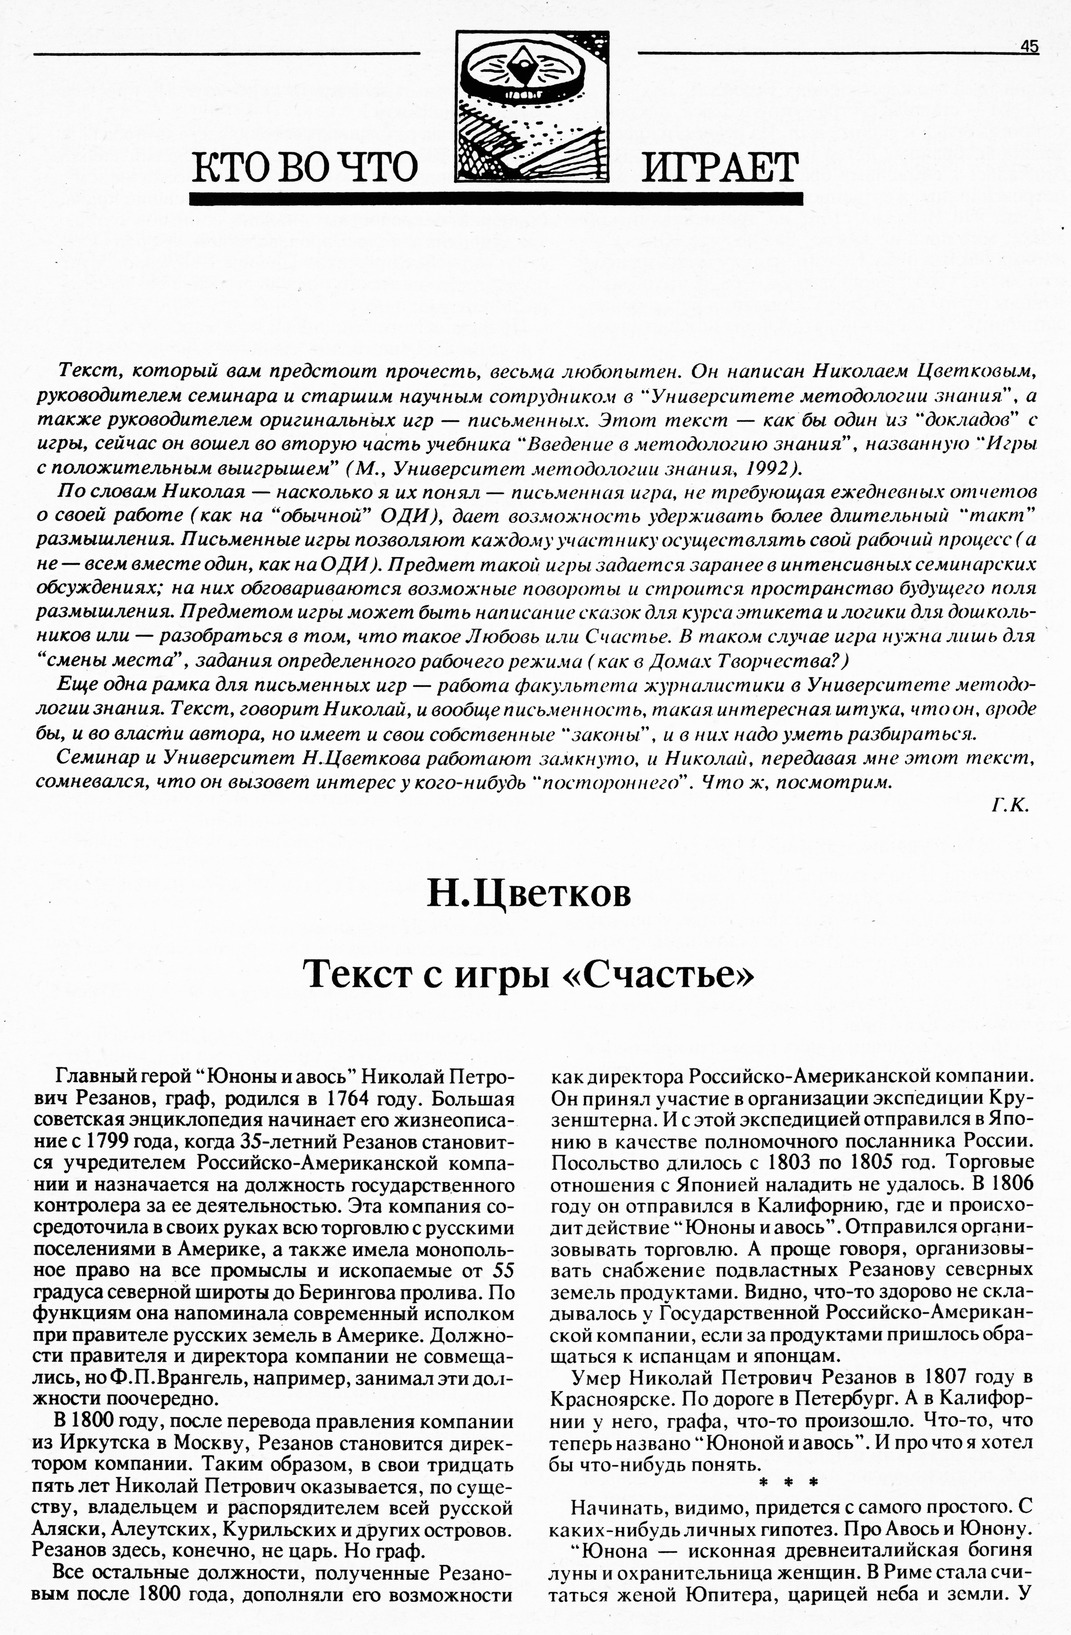 45
КТО ВО ЧТО ИГРАЕТ
Текст, который вам предстоит прочесть, весьма любопытен. Он написан Николаем Цветковым,
руководителем семинара и старшим научным сотрудником в “Университете методологии знания”, а
также руководителем оригинальных игр — письменных. Этот текст — как бы один из “докладов” с
игры, сейчас он вошел во вторую часть учебника “Введение в методологию знания”, названную “Игры
с положительным выигрышем” (М., Университет методологии знания, 1992).
По словам Николая — насколько я их понял — письменная игра, не требующая ежедневных отчетов
о своей работе (как на “обычной” ОДИ), дает возможность удерживать более длительный “такт”
размышления. Письменные игры позволяют каждому участнику осуществлять свой рабочий процесс (а
не — всем вместе один, как на ОДИ). Предмет такой игры задается заранее в интенсивных семинарских
обсуждениях; на них обговариваются возможные повороты и строится пространство будущего поля
размышления. Предметом игры может быть написание сказок для курса этикета и логики для дошколь-
ников или — разобраться в том, что такое Любовь или Счастье. В таком случае игра нужна лишь для
“смены места”, задания определенного рабочего режима (как в Домах Творчества?)
Еще одна рамка для письменных игр — работа факультета журналистики в Университете методо-
логии знания. Текст, говорит Николай, и вообще письменность, такая интересная штука, что он, вроде
бы, и во власти автора, но имеет и свои собственные “законы”, и в них надо уметь разбираться.
Семинар и Университет Н.Цветкова работают замкнуто, и Николай, передавая мне этот текст,
сомневался, что он вызовет интерес у кого-нибудь “постороннего”. Что ж, посмотрим.
Г.К.
Н.Цветков
Текст с игры «Счастье»
Главный герой “Юноны и авось” Николай Петро-
вич Резанов, граф, родился в 1764 году. Большая
советская энциклопедия начинает его жизнеописа-
ние с 1799 года, когда 35-летний Резанов становит-
ся учредителем Российско-Американской компа-
нии и назначается на должность государственного
контролера за ее деятельностью. Эта компания со-
средоточила в своих руках всю торговлю с русскими
поселениями в Америке, а также имела монополь-
ное право на все промыслы и ископаемые от 55
градуса северной широты до Берингова пролива. По
функциям она напоминала современный исполком
при правителе русских земель в Америке. Должно-
сти правителя и директора компании не совмеща-
лись, но Ф.П.Врангель, например, занимал эти дол-
жности поочередно.
В 1800 году, после перевода правления компании
из Иркутска в Москву, Резанов становится дирек-
тором компании. Таким образом, в свои тридцать
пять лет Николай Петрович оказывается, по суще-
ству, владельцем и распорядителем всей русской
Аляски, Алеутских, Курильских и других островов.
Резанов здесь, конечно, не царь. Но граф.
Все остальные должности, полученные Резано-
вым после 1800 года, дополняли его возможности
как директора Российско-Американской компании.
Он принял участие в организации экспедиции Кру-
зенштерна. И с этой экспедицией отправился в Япо-
нию в качестве полномочного посланника России.
Посольство длилось с 1803 по 1805 год. Торговые
отношения с Японией наладить не удалось. В 1806
году он отправился в Калифорнию, где и происхо-
дит действие “Юноны и авось”. Отправился органи-
зовывать торговлю. А проще говоря, организовы-
вать снабжение подвластных Резанову северных
земель продуктами. Видно, что-то здорово не скла-
дывалось у Государственной Российско-Американ-
ской компании, если за продуктами пришлось обра-
щаться к испанцам и японцам.
Умер Николай Петрович Резанов в 1807 году в
Красноярске. По дороге в Петербург. А в Калифор-
нии у него, графа, что-то произошло. Что-то, что
теперь названо “Юноной и авось”. И про что я хотел
бы что-нибудь понять.
* * *
Начинать, видимо, придется с самого простого. С
каких-нибудь личных гипотез. Про Авось и Юнону.
“Юнона — исконная древнеиталийская богиня
луны и охранительница женщин. В Риме стала счи-
таться женой Юпитера, царицей неба и земли. У